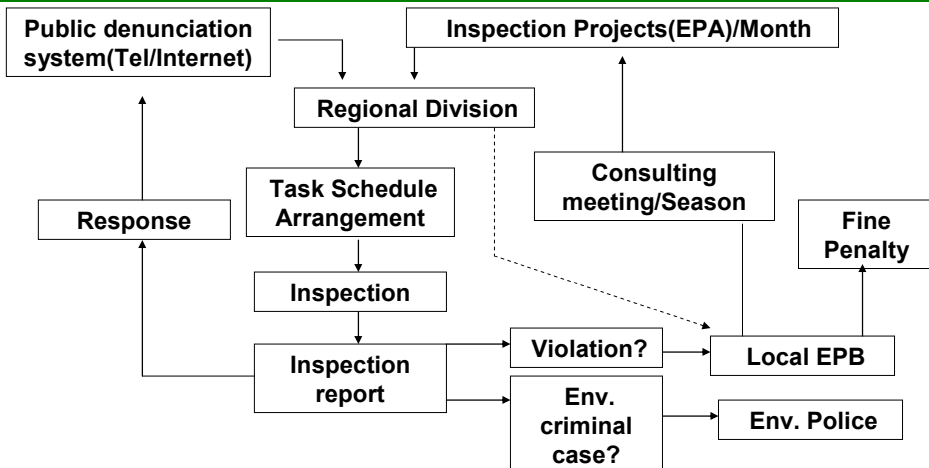 Public denunciation
system(Tel/Internet)
Inspection Projects(EPA)/Month
Regional Division
Task Schedule
Arrangement
Consulting
meeting/Season
Response
Fine
Penalty
Inspection
Violation?
Local EPB
Inspection
report
Env.
criminal
case?
Env. Police